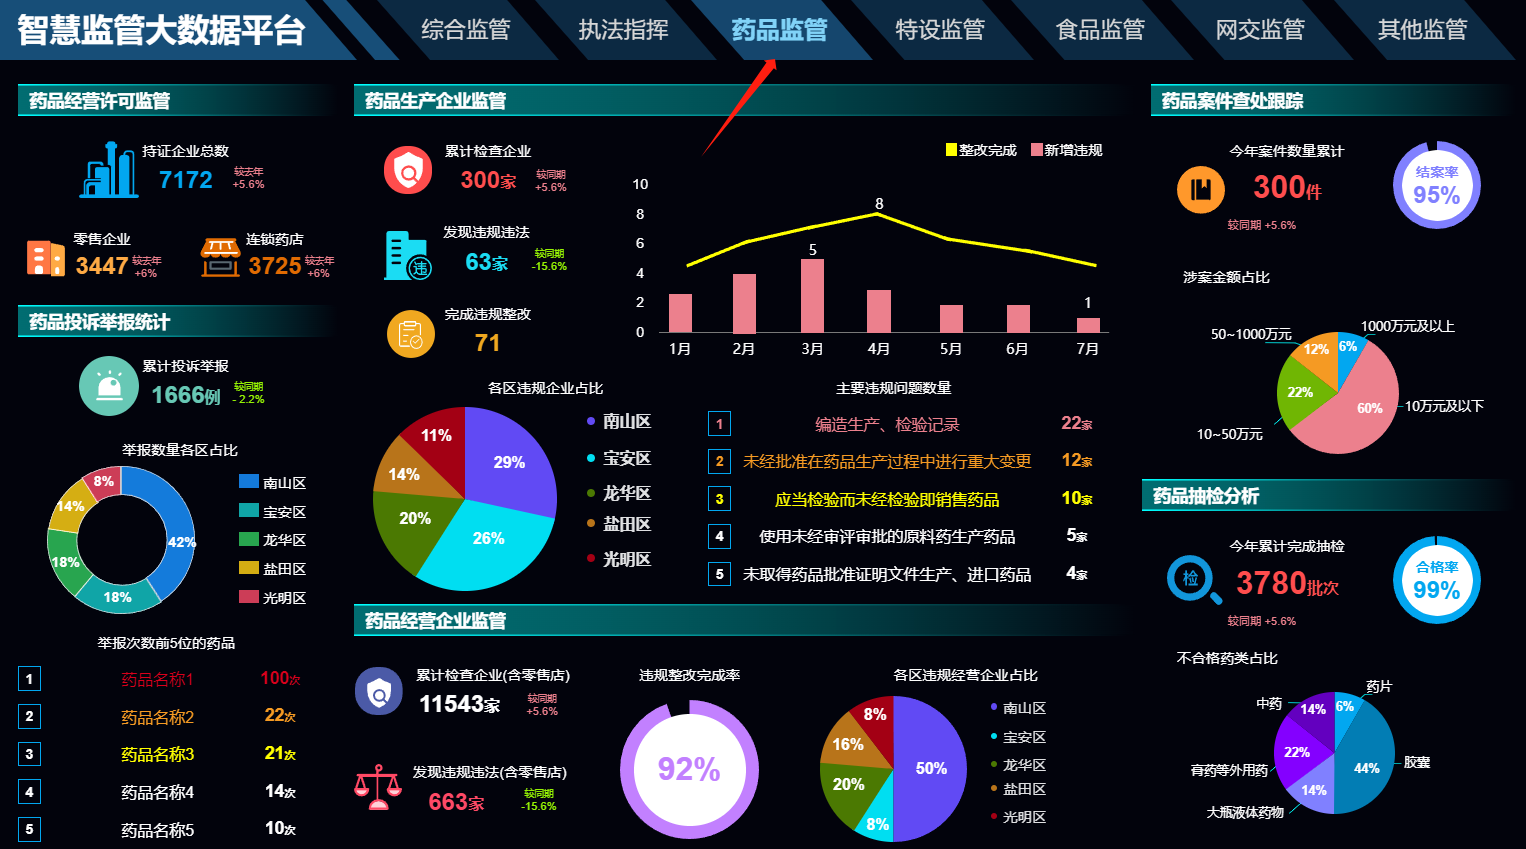 智慧监管大数据平台
综合监管
执法指挥
药品监管
特设监管
食品监管
网交监管
其他监管
药品经营许可监管
持证企业总数
7172
较去年
+5.6%
零售企业
3447
较去年
+6%
连锁药店
3725
较去年
+6%
药品投诉举报统计
累计投诉举报
1666例
较同期
- 2.2%
举报数量各区占比
8%
14%
18%
18%
42%
南山区
宝安区
龙华区
盐田区
光明区
举报次数前5位的药品
1 药品名称1 100次
2 药品名称2 22次
3 药品名称3 21次
4 药品名称4 14次
5 药品名称5 10次
药品生产企业监管
累计检查企业
300家
较同期
+5.6%
发现违规违法
违
63家
较同期
-15.6%
完成违规整改
71
整改完成
新增违规
10
8
6
4
2
0
8
5
1
1月
2月
3月
4月
5月
6月
7月
各区违规企业占比
11%
29%
14%
20%
26%
南山区
宝安区
龙华区
盐田区
光明区
主要违规问题数量
1 编造生产、检验记录 22家
2 未经批准在药品生产过程中进行重大变更 12家
3 应当检验而未经检验即销售药品 10家
4 使用未经审评审批的原料药生产药品 5家
5 未取得药品批准证明文件生产、进口药品 4家
药品经营企业监管
累计检查企业(含零售店)
11543家
较同期
+5.6%
发现违规违法(含零售店)
663家
较同期
-15.6%
违规整改完成率
92%
各区违规经营企业占比
8%
16%
50%
20%
8%
南山区
宝安区
龙华区
盐田区
光明区
药品案件查处跟踪
今年案件数量累计
300件
较同期 +5.6%
结案率
95%
涉案金额占比
50~1000万元
1000万元及以上
12%
6%
22%
60%
10万元及以下
10~50万元
药品抽检分析
今年累计完成抽检
检
3780批次
较同期 +5.6%
合格率
99%
不合格药类占比
药片
中药
14%
6%
22%
44%
14%
胶囊
育药等外用药
大瓶液体药物